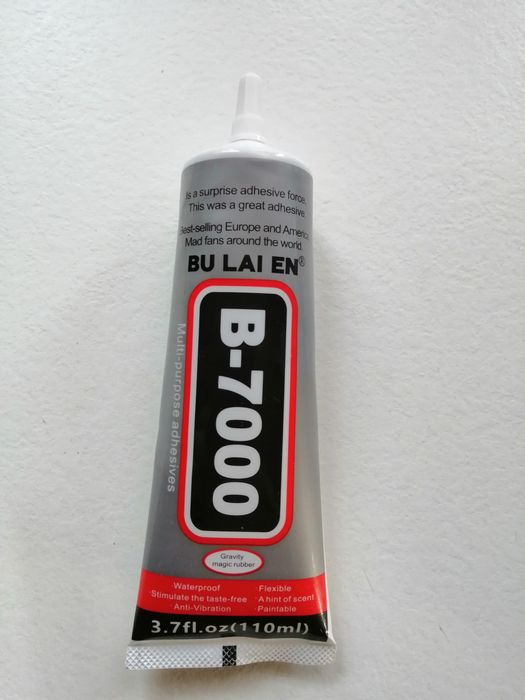 Is a surprise adhesive force.
This was a great adhesive
Best-selling Europe and America
Mad fans around the world.
BU LAI EN®
B-7000
Multi-purpose adhesives
Gravity
magic rubber
·Waterproof ·Flexible
·Stimulate the taste-free ·A hint of scent
·Anti-Vibration ·Paintable
3.7fl.oz(110ml)